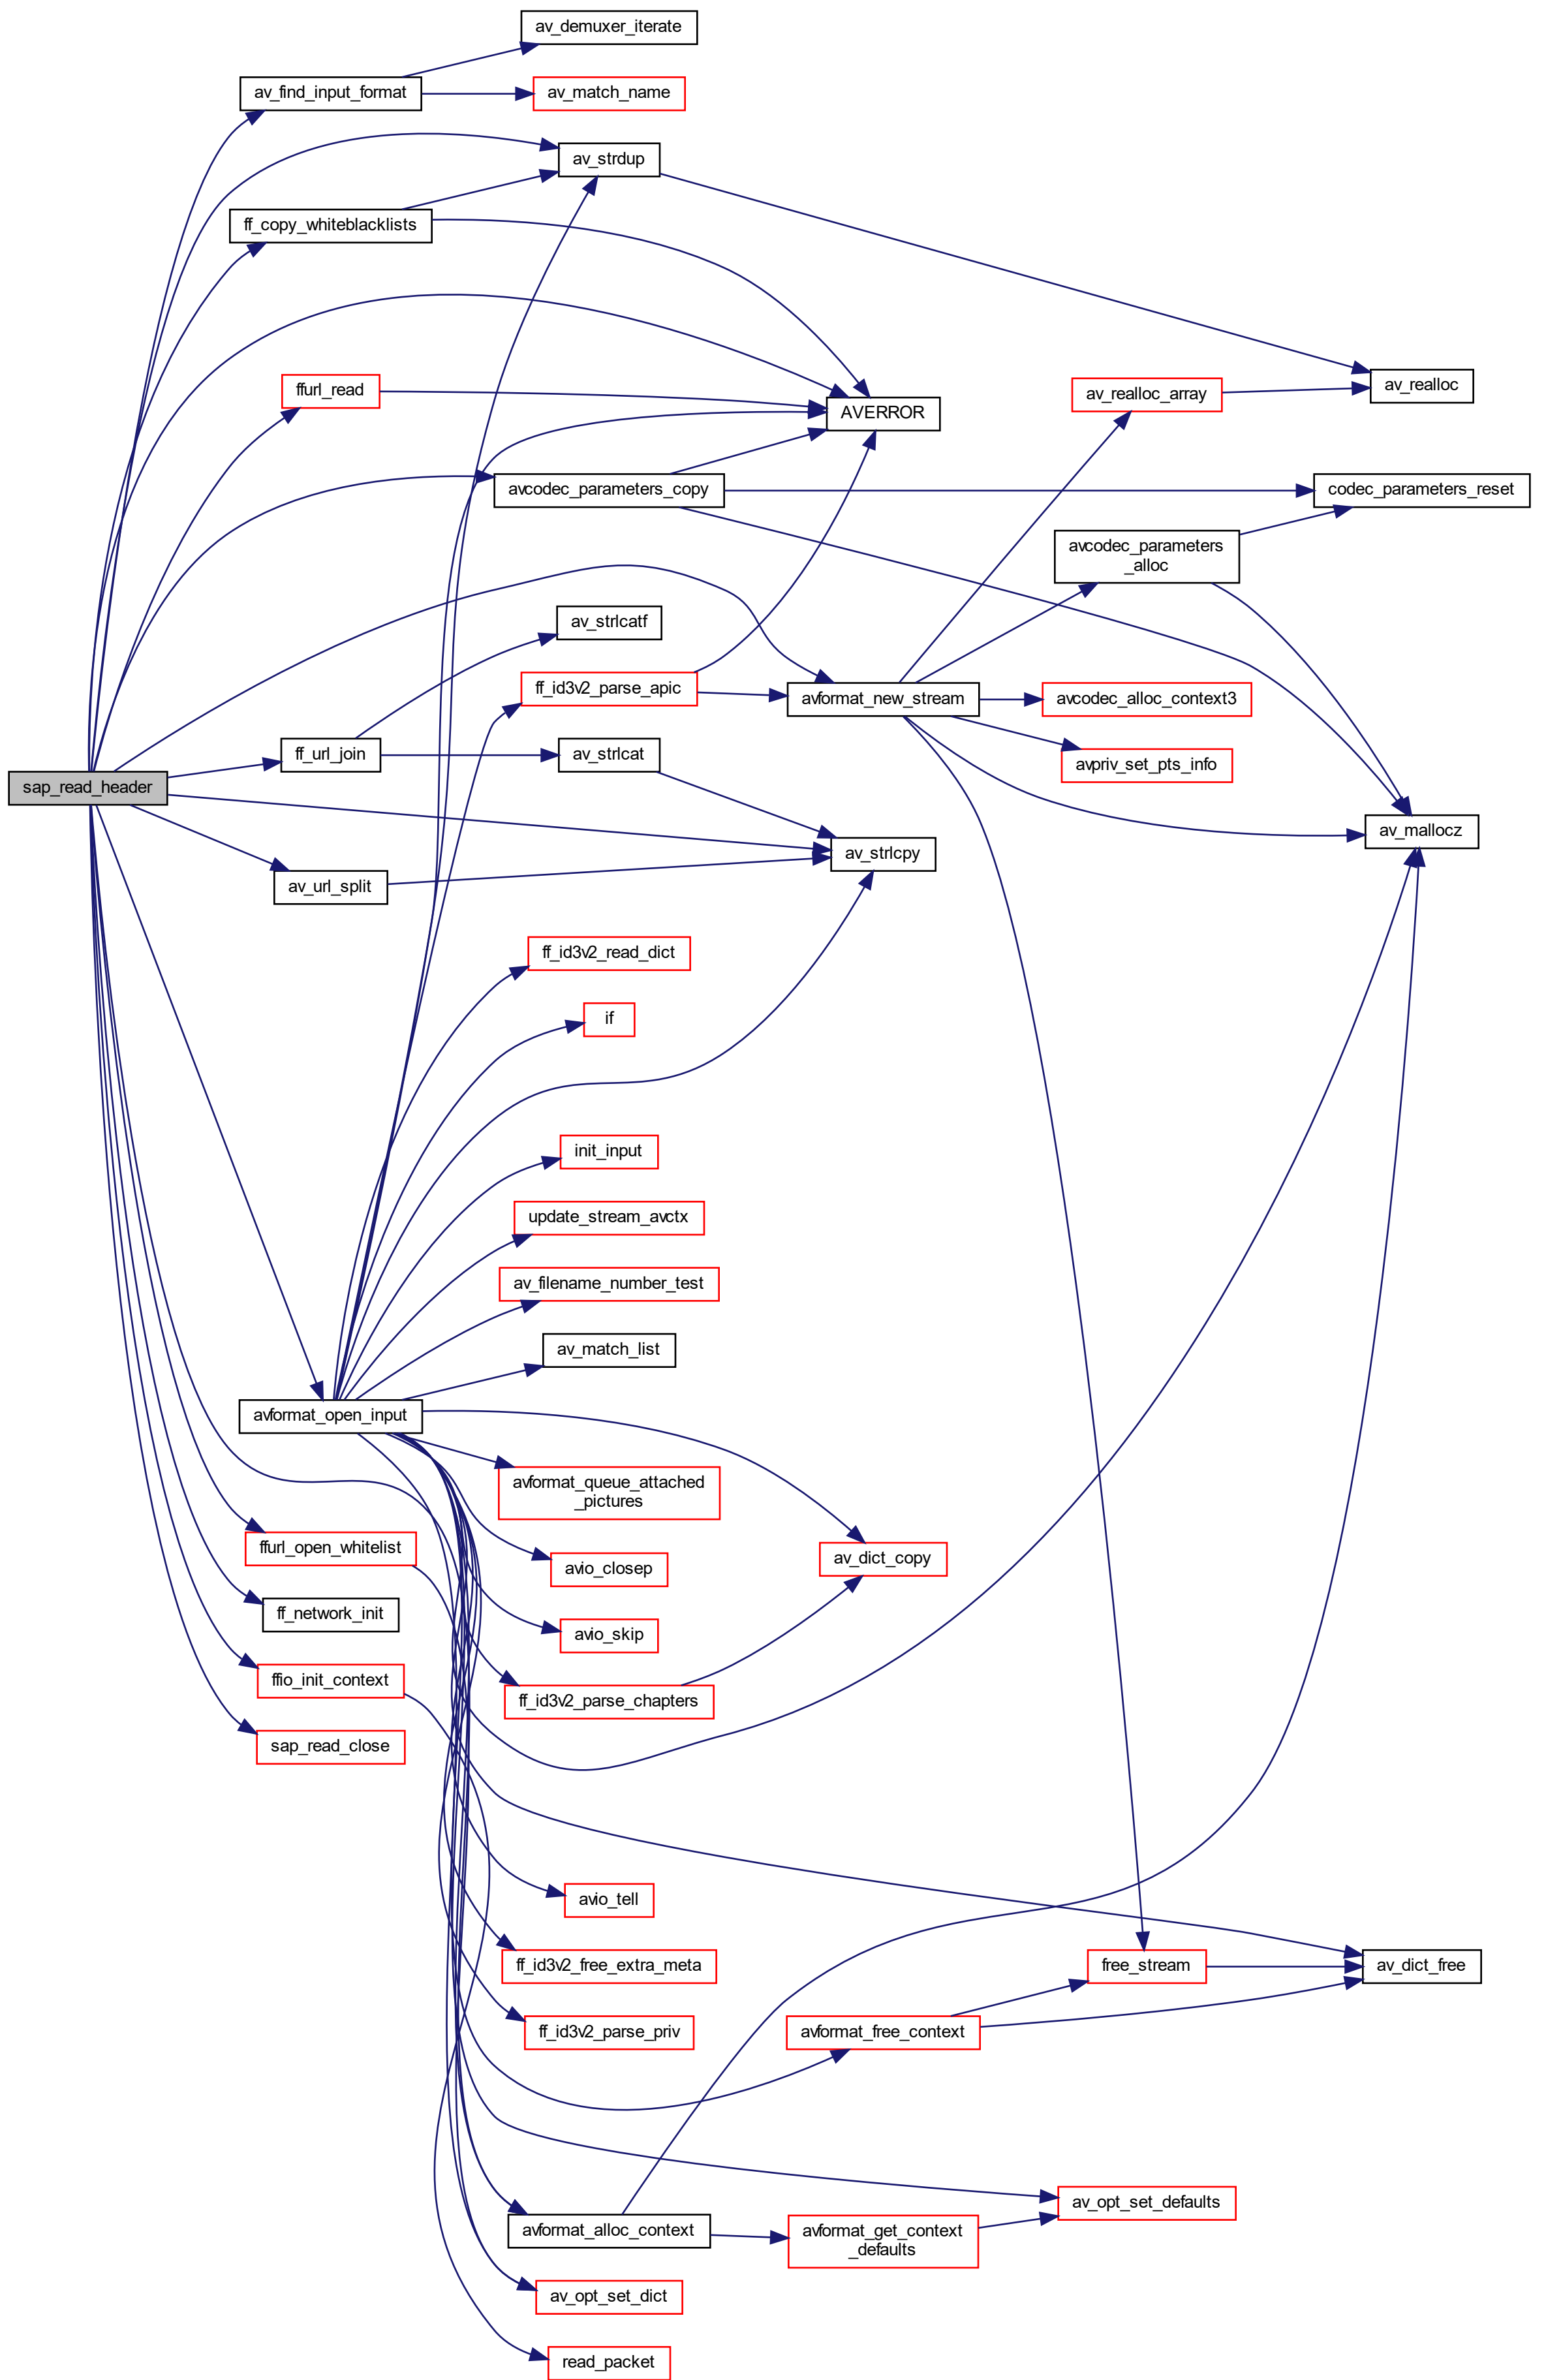 av_demuxer_iterate
av_find_input_format
av_match_name
av_strdup
ff_copy_whiteblacklists
av_realloc
ffurl_read
av_realloc_array
AVERROR
avcodec_parameters_copy
codec_parameters_reset
avcodec_parameters
_alloc
av_strlcatf
ff_id3v2_parse_apic
avformat_new_stream
avcodec_alloc_context3
ff_url_join
av_strlcat
avpriv_set_pts_info
sap_read_header
av_mallocz
av_strlcpy
av_url_split
ff_id3v2_read_dict
if
init_input
update_stream_avctx
av_filename_number_test
av_match_list
avformat_open_input
avformat_queue_attached
_pictures
ffurl_open_whitelist
av_dict_copy
avio_closep
ff_network_init
avio_skip
ffio_init_context
ff_id3v2_parse_chapters
sap_read_close
avio_tell
ff_id3v2_free_extra_meta
free_stream
av_dict_free
ff_id3v2_parse_priv
avformat_free_context
av_opt_set_defaults
avformat_alloc_context
avformat_get_context
_defaults
av_opt_set_dict
read_packet